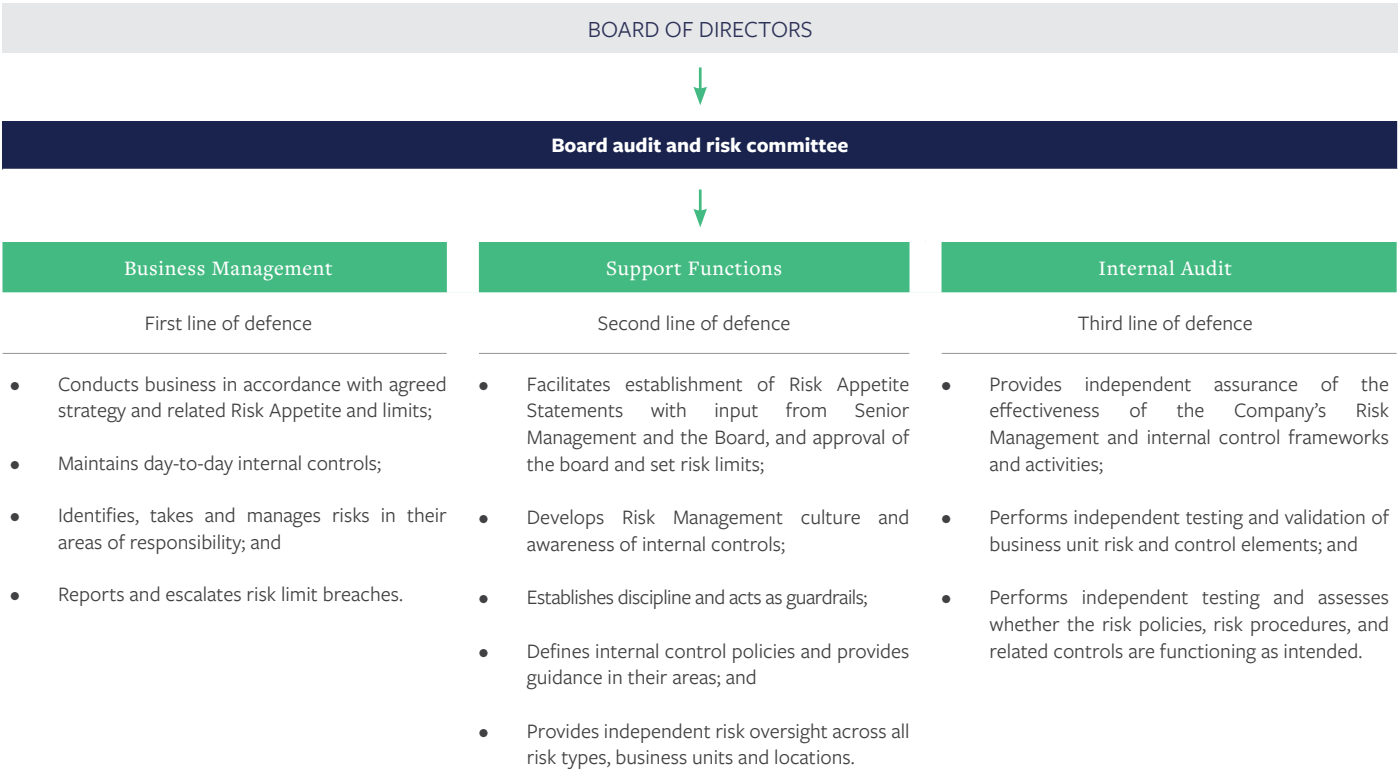 BOARD OF DIRECTORS
Board audit and risk committee
Business Management
First line of defence
● Conducts business in accordance with agreed
strategy and related Risk Appetite and limits;
● Maintains day-to-day internal controls;
● Identifies, takes and manages risks in their
areas of responsibility; and
● Reports and escalates risk limit breaches.
Support Functions
Second line of defence
● Facilitates establishment of Risk Appetite
Statements with input from Senior
Management and the Board, and approval of
the board and set risk limits;
● Develops Risk Management culture and
awareness of internal controls;
● Establishes discipline and acts as guardrails;
● Defines internal control policies and provides
guidance in their areas; and
● Provides independent risk oversight across all
risk types, business units and locations.
Internal Audit
Third line of defence
● Provides independent assurance of the
effectiveness of the Company’s Risk
Management and internal control frameworks
and activities;
● Performs independent testing and validation of
business unit risk and control elements; and
● Performs independent testing and assesses
whether the risk policies, risk procedures, and
related controls are functioning as intended.